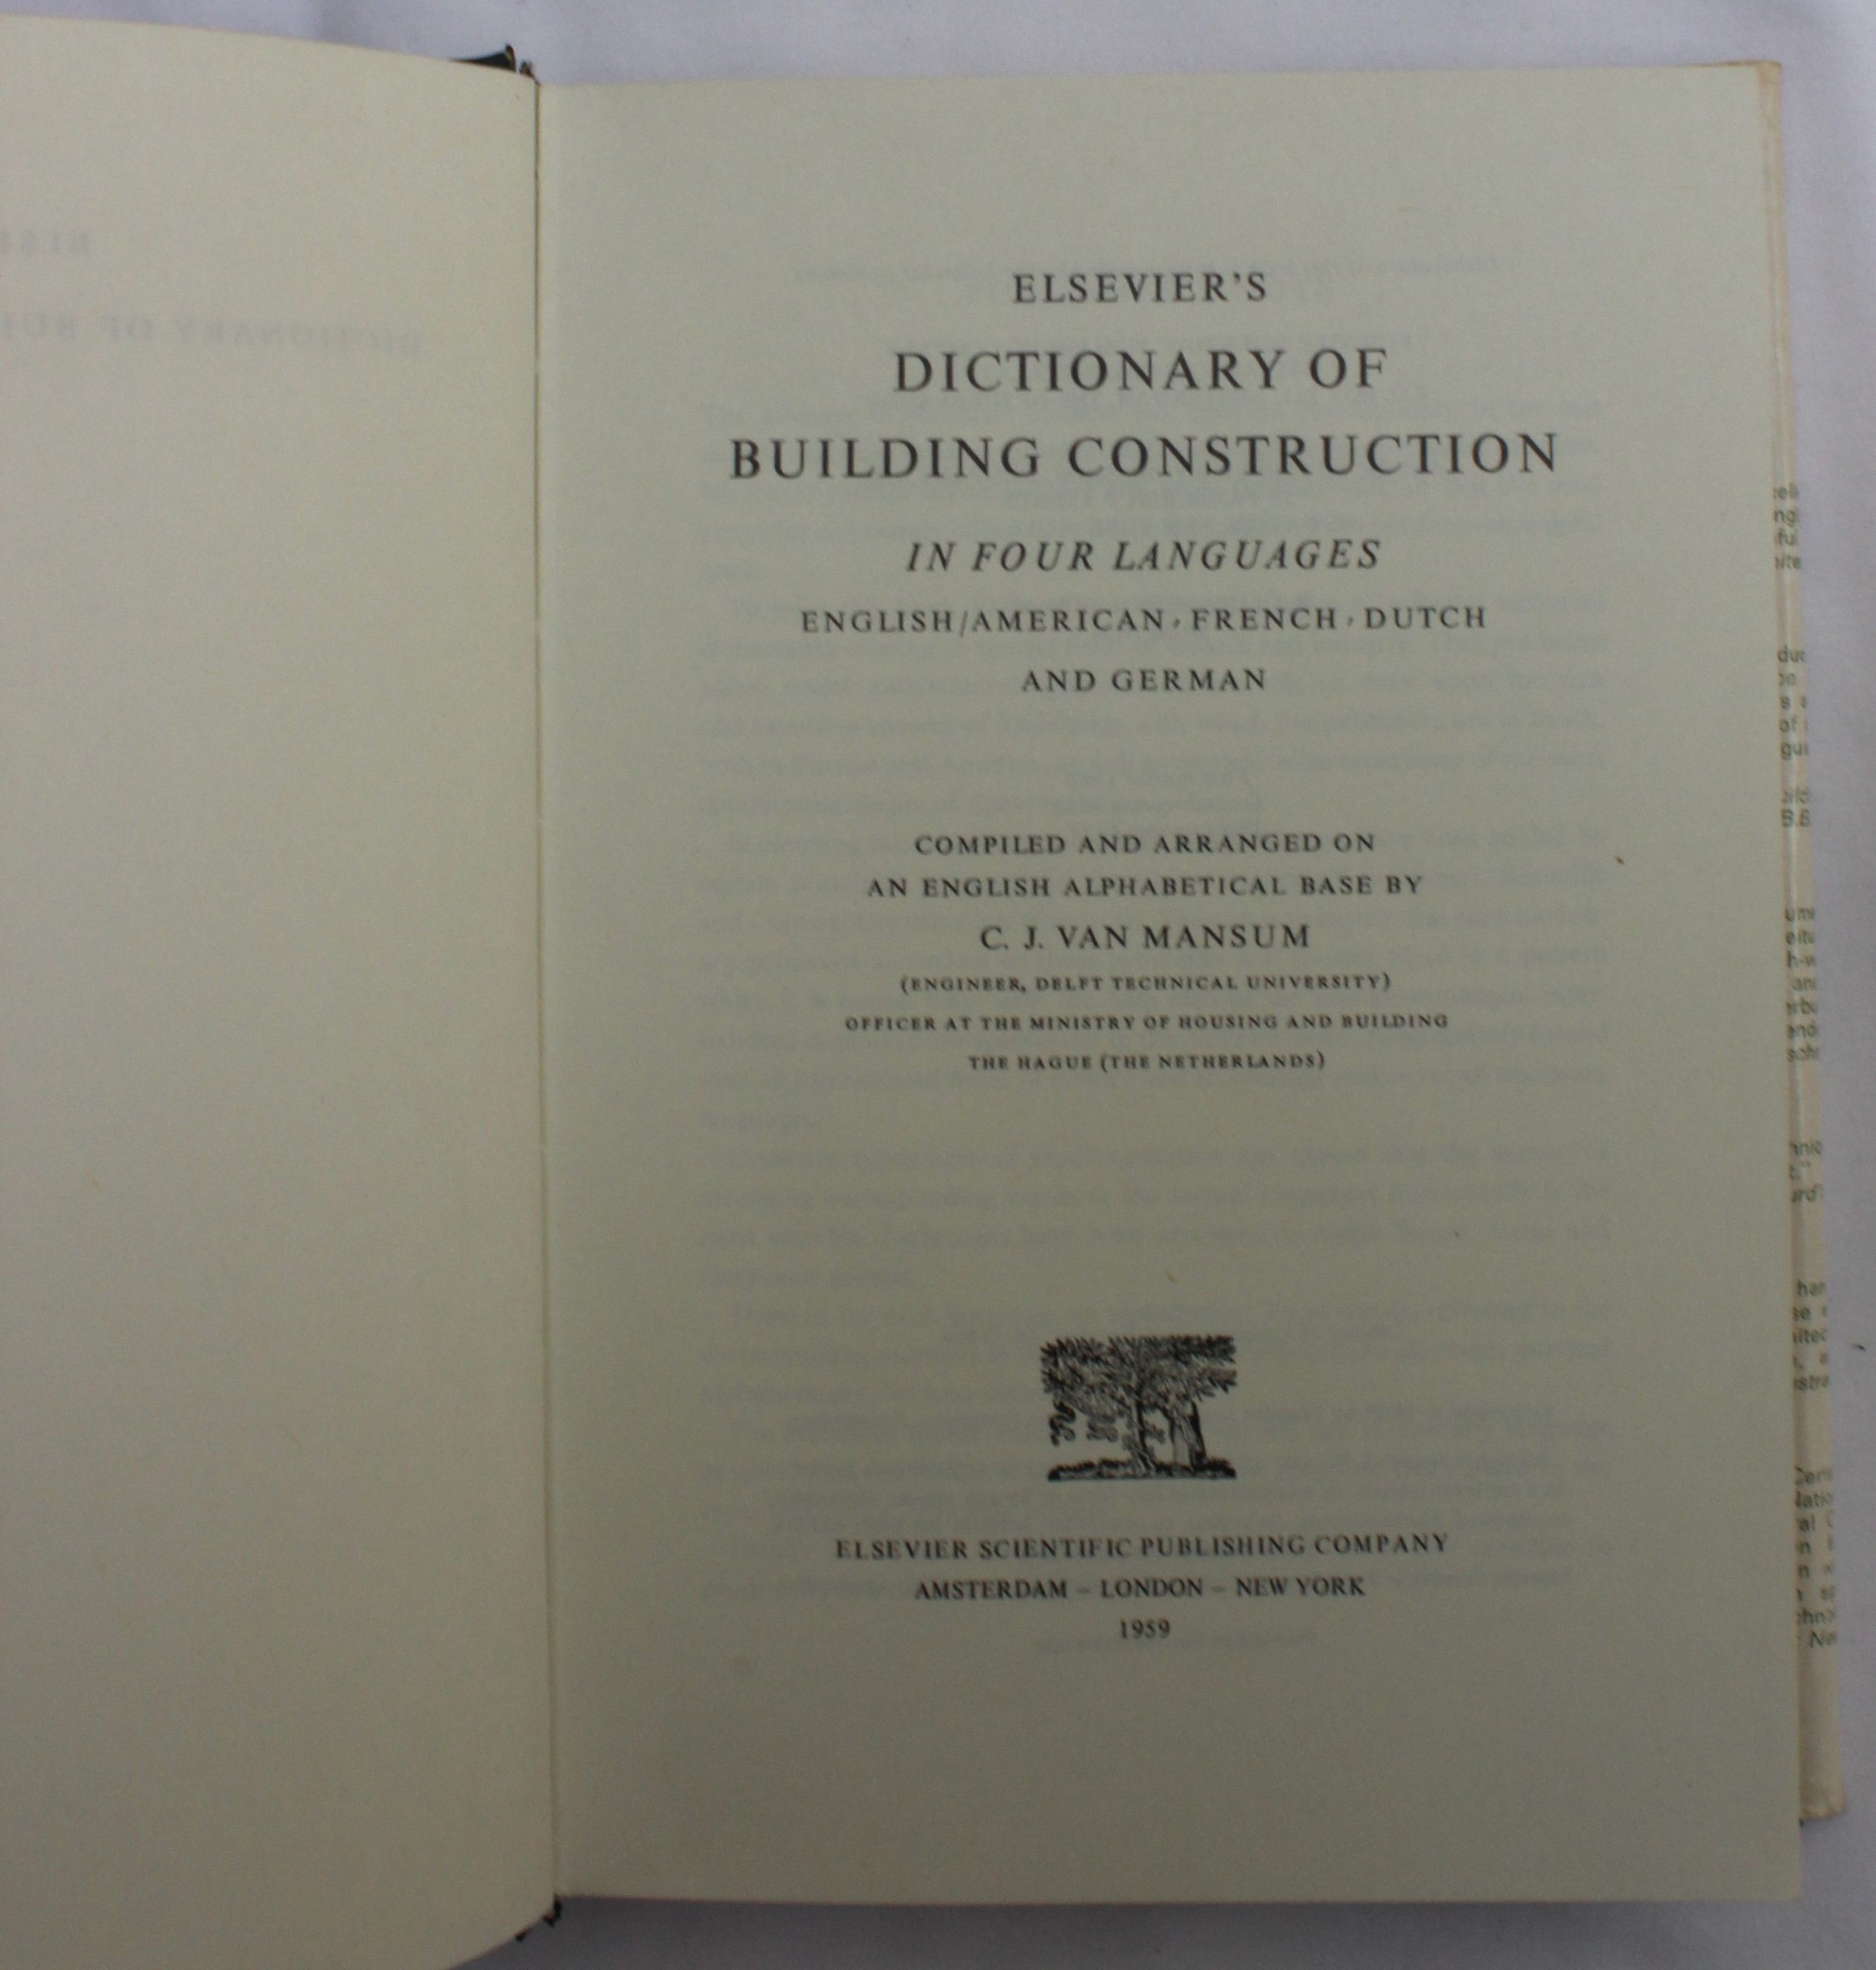 ELSEVIER'S
DICTIONARY OF
BUILDING CONSTRUCTION
IN FOUR LANGUAGES
ENGLISH/AMERICAN, FRENCH, DUTCH
AND GERMAN
COMPILED AND ARRANGED ON
AN ENGLISH ALPHABETICAL BASE BY
C. J. VAN MANSUM
(ENGINEER, DELFT TECHNICAL UNIVERSITY)
OFFICER AT THE MINISTRY OF HOUSING AND BUILDING
THE HAGUE (THE NETHERLANDS)
ELSEVIER SCIENTIFIC PUBLISHING COMPANY
AMSTERDAM – LONDON – NEW YORK
1959